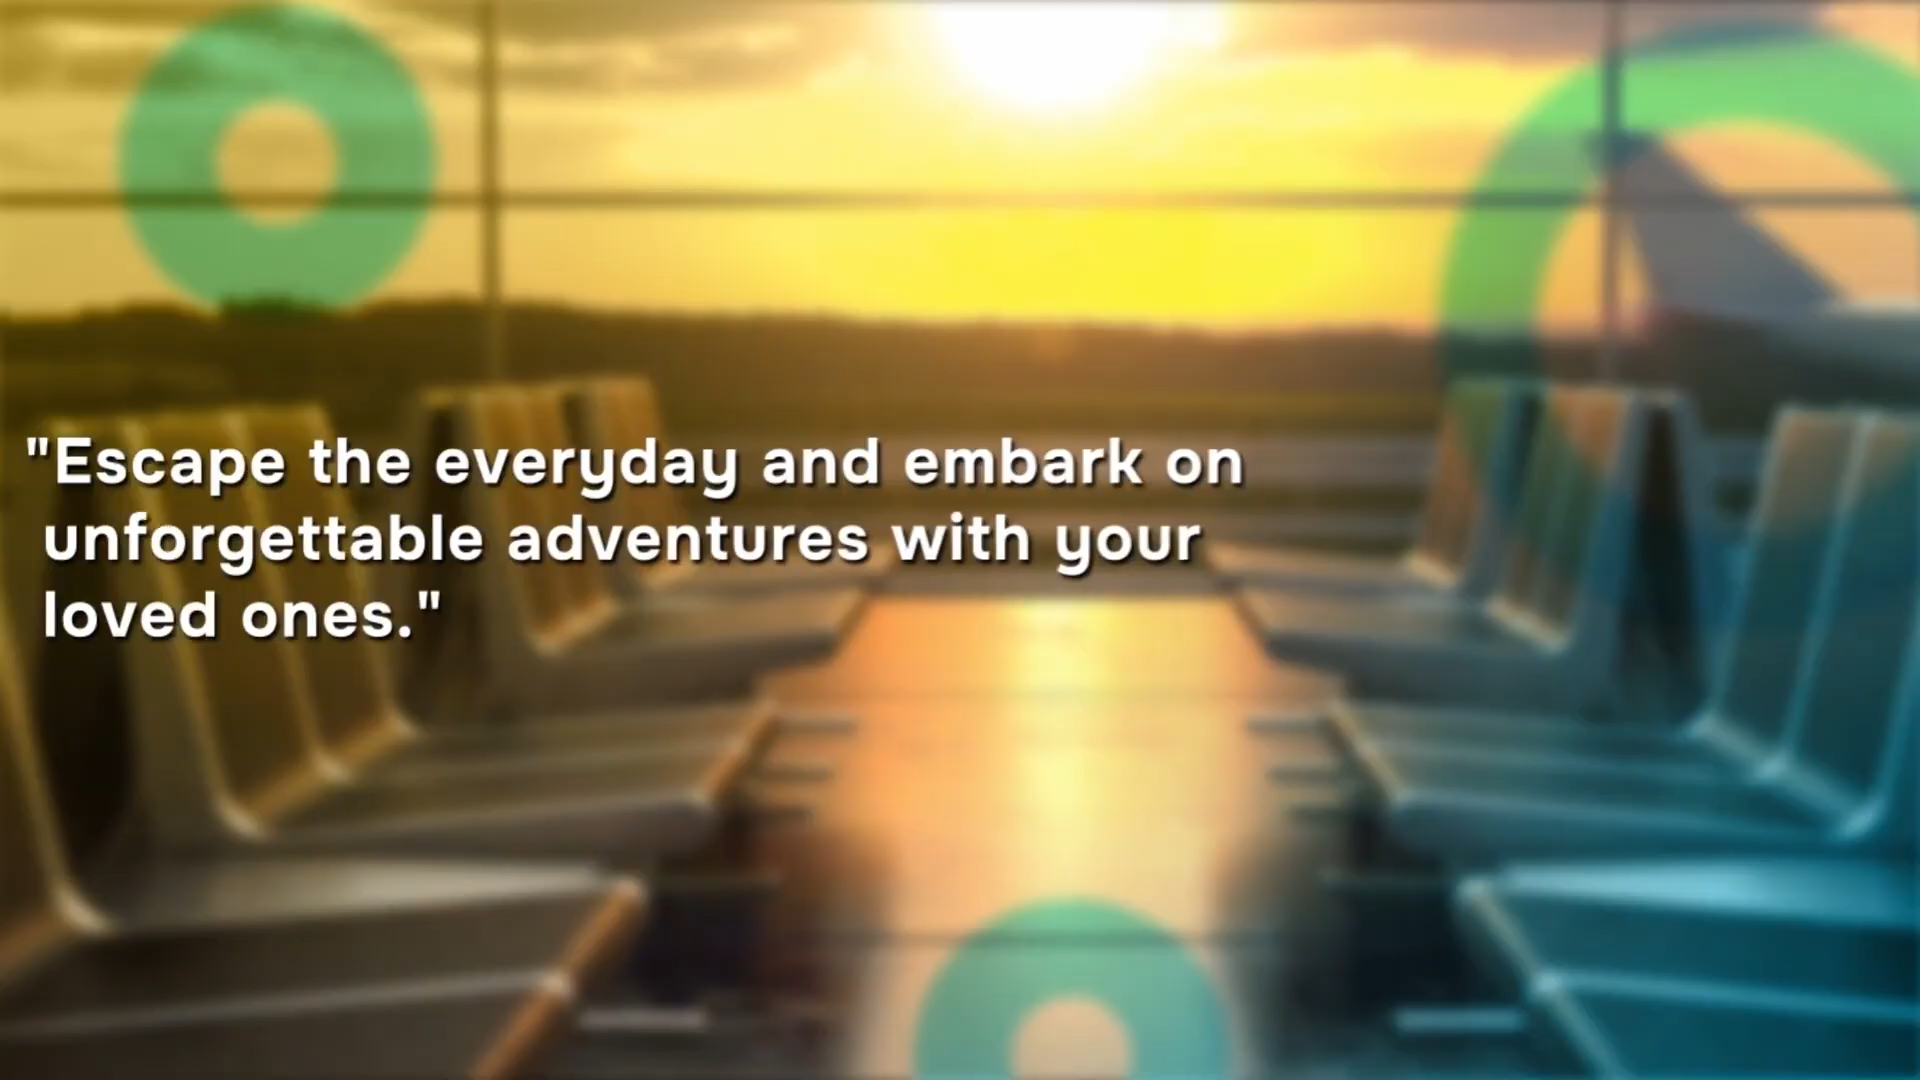 "Escape the everyday and embark on
unforgettable adventures with your
loved ones."